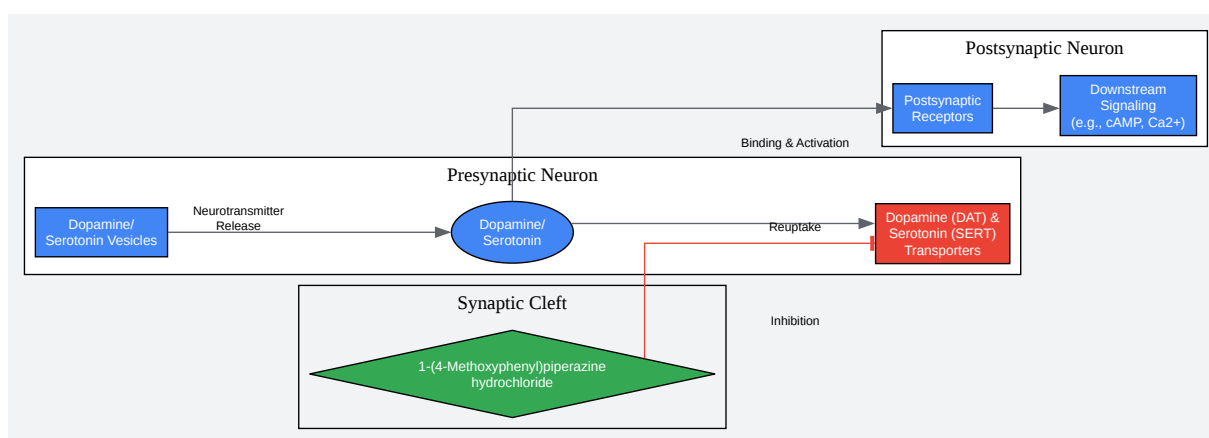 Postsynaptic Neuron
Postsynaptic
Receptors
Downstream
Signaling
(e.g., cAMP, Ca2+)
Binding & Activation
Presynaptic Neuron
Dopamine/
Serotonin Vesicles
Neurotransmitter
Release
Dopamine/
Serotonin
Reuptake
Dopamine (DAT) &
Serotonin (SERT)
Transporters
Synaptic Cleft
1-(4-Methoxyphenyl)piperazine
hydrochloride
Inhibition